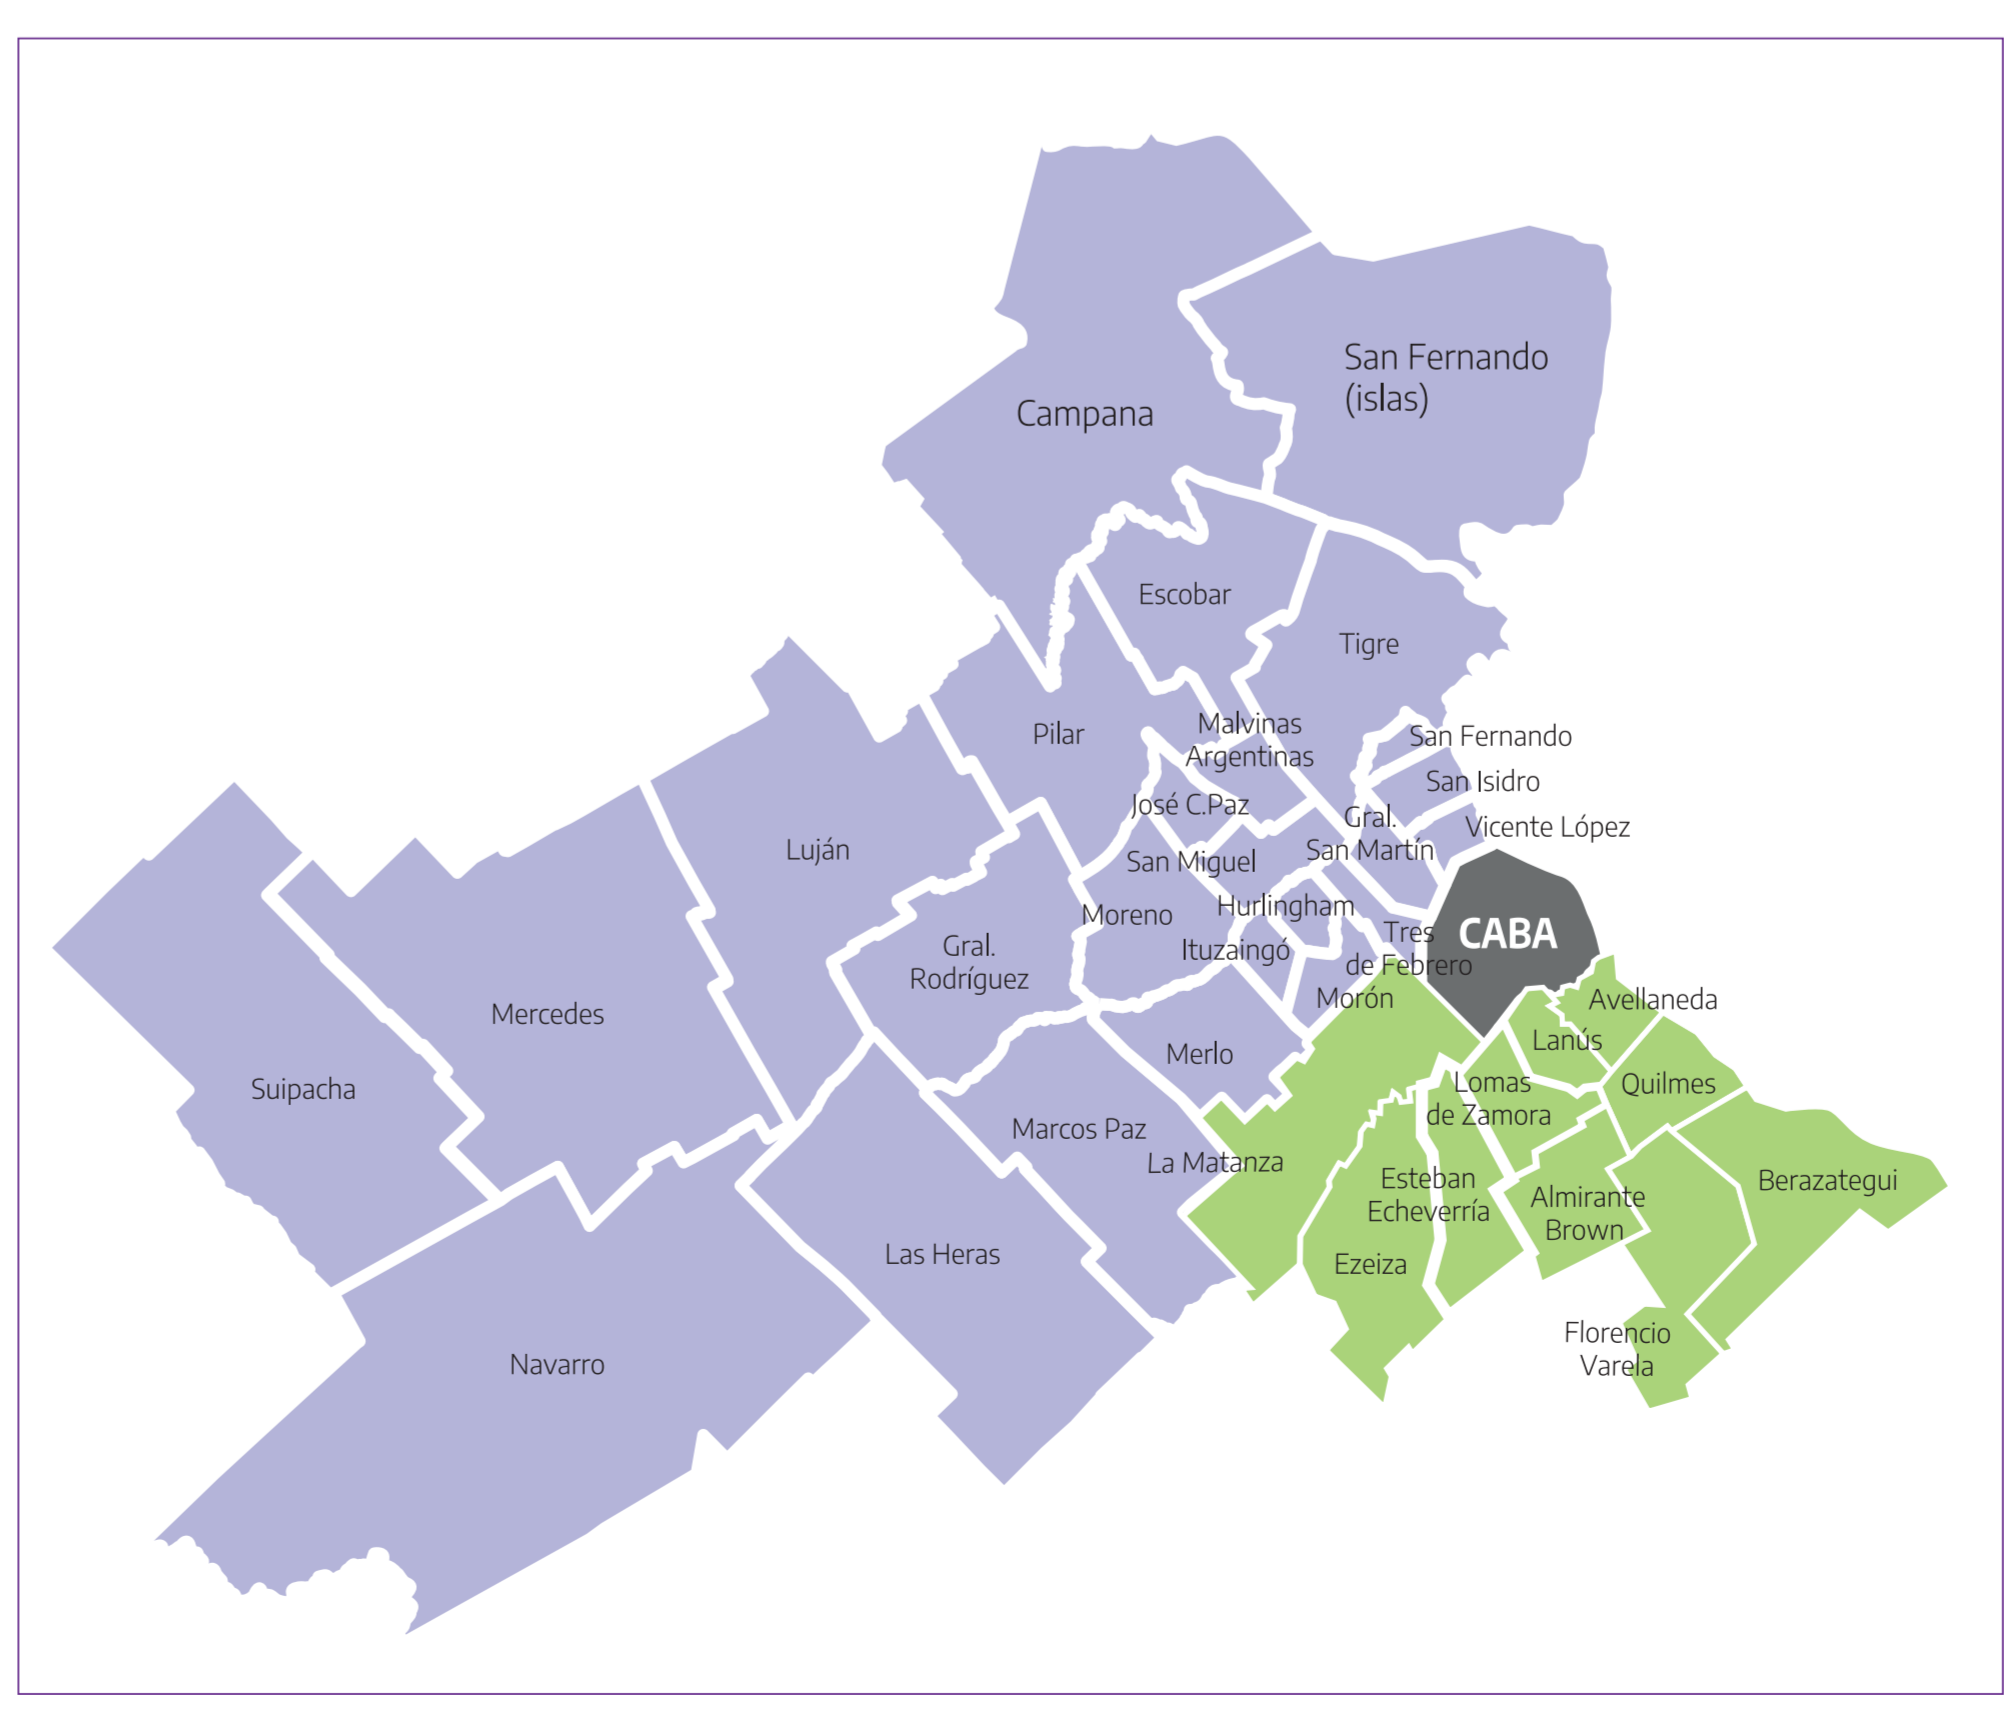 San Fernando
(islas)
Campana
Escobar
Tigre
Pilar
Malvinas
Argentinas
San Fernando
San Isidro
José C.Paz
Gral.
San Martín
Vicente López
Luján
San Miguel
Moreno
Hurlingham
Ituzaingó
Tres
de Febrero
CABA
Gral.
Rodríguez
Morón
Avellaneda
Mercedes
Lanús
Merlo
Suipacha
Lomas
de Zamora
Quilmes
Marcos Paz
La Matanza
Esteban
Echeverría
Almirante
Brown
Berazategui
Las Heras
Ezeiza
Florencio
Varela
Navarro